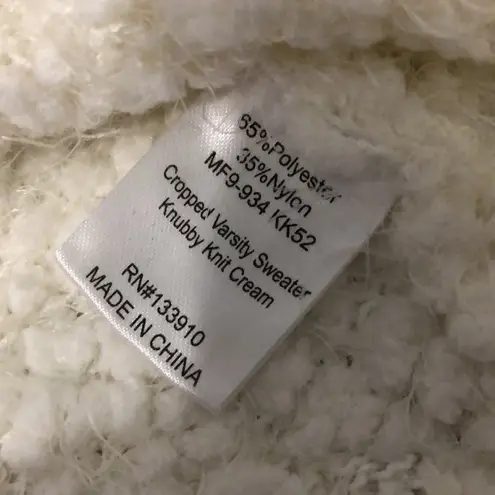 65%Polyester
35%Nylon
MF9-934 KK52
Cropped Varsity Sweater
Knubby Knit Cream
RN#133910
MADE IN CHINA